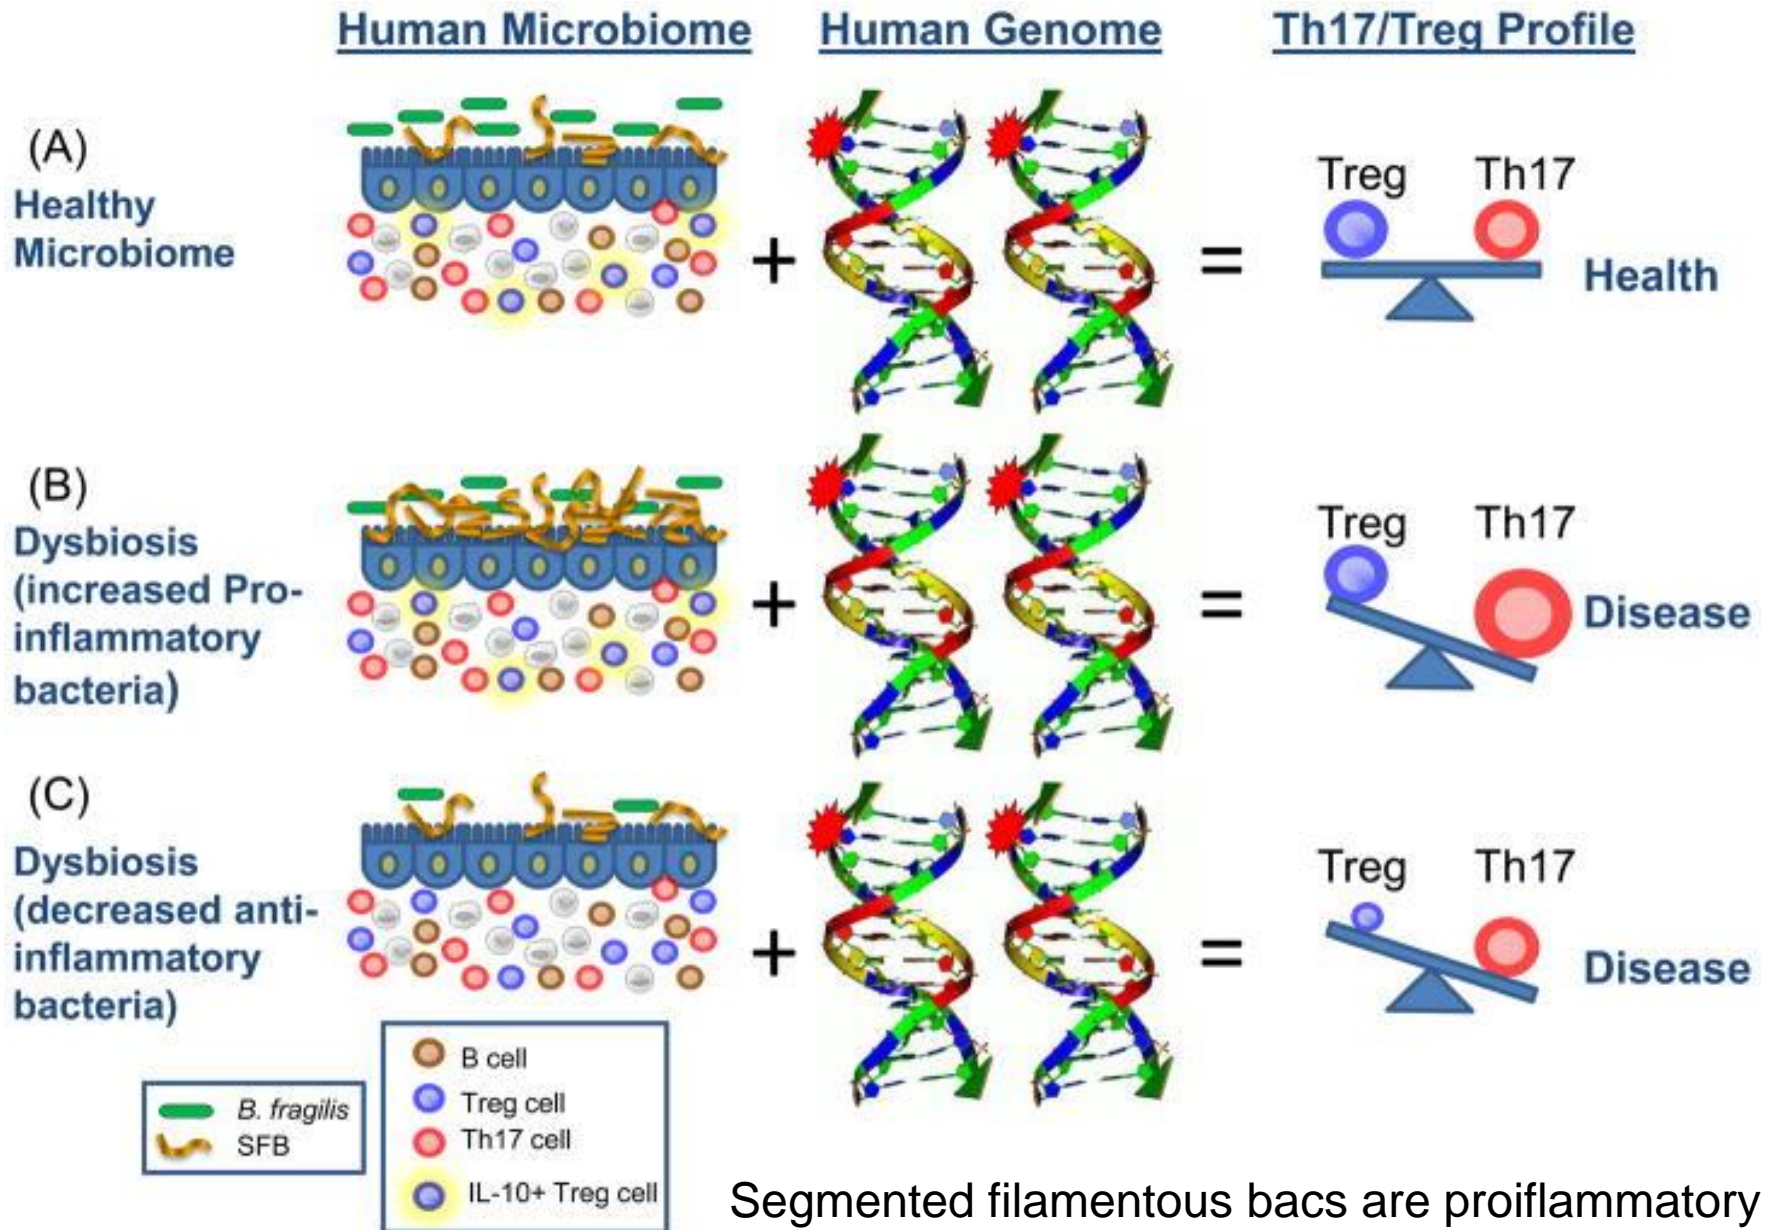 Human Microbiome
Human Genome
Th17/Treg Profile
(A)
Healthy
Microbiome
+
=
Treg
Th17
Health
(B)
Dysbiosis
(increased Pro-
inflammatory
bacteria)
+
=
Treg
Th17
Disease
(C)
Dysbiosis
(decreased anti-
inflammatory
bacteria)
+
=
Treg
Th17
Disease
B. fragilis
SFB
B cell
Treg cell
Th17 cell
IL-10+ Treg cell
Segmented filamentous bacs are proiflammatory